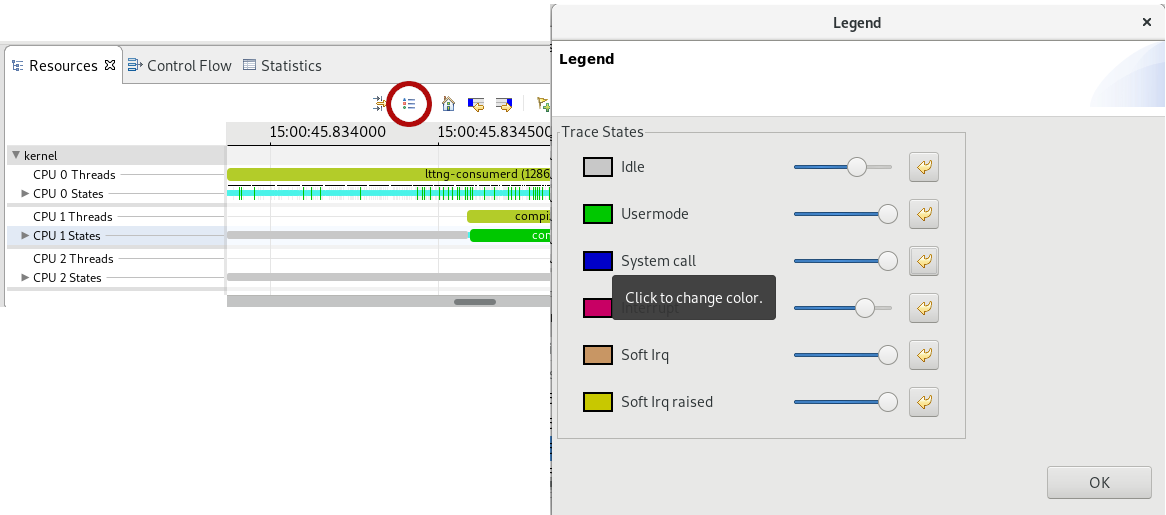 Resources
Control Flow
Statistics
15:00:45.834000
15:00:45.834500
kernel
CPU 0 Threads
lttng-consumerd (1286,
CPU 0 States
CPU 1 Threads
compi.
CPU 1 States
con
CPU 2 Threads
CPU 2 States
Legend
Legend
Trace States
Idle
Usermode
System call
Click to change color.
Interrupt
Soft Irq
Soft Irq raised
OK